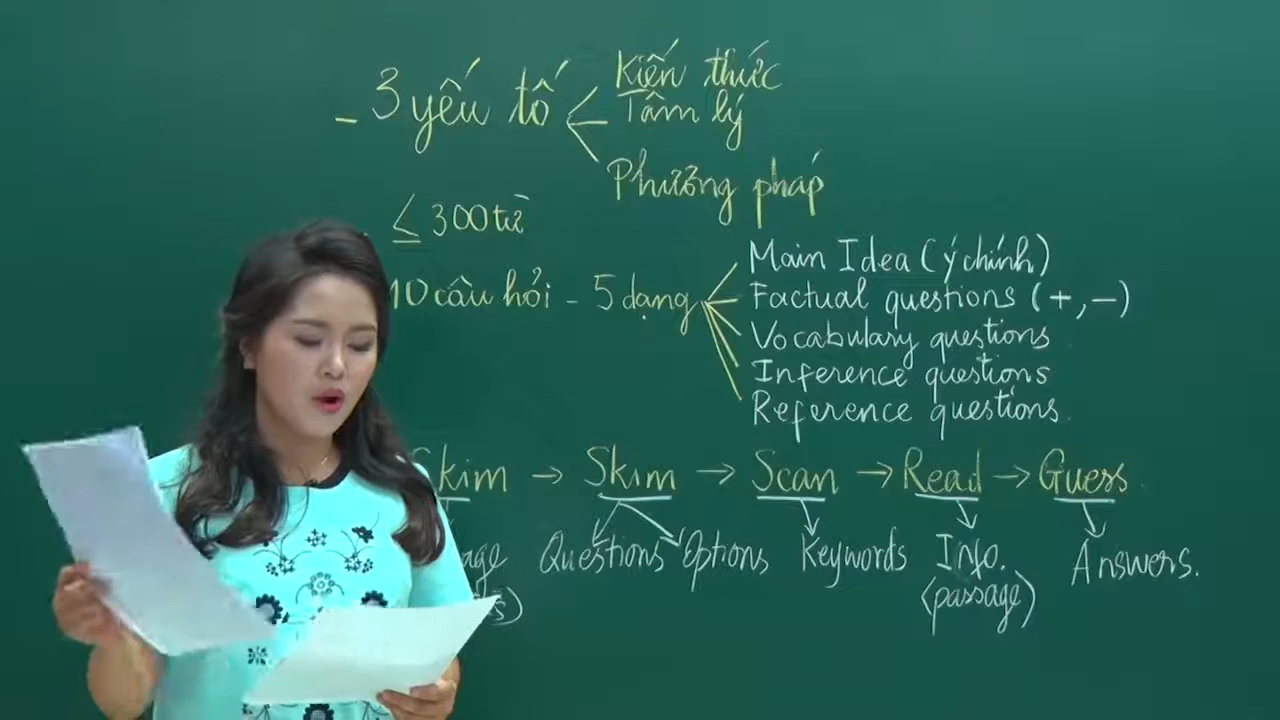 - 3 yếu tố
Kiến thức
Tâm lý
Phương pháp
≤ 300 từ
10 câu hỏi - 5 dạng
Main Idea (ý chính)
Factual questions (+, -)
Vocabulary questions
Inference questions
Reference questions.
Skim → Skim → Scan → Read → Guess.
Questions Options Keywords Info. Answers.
(passage)